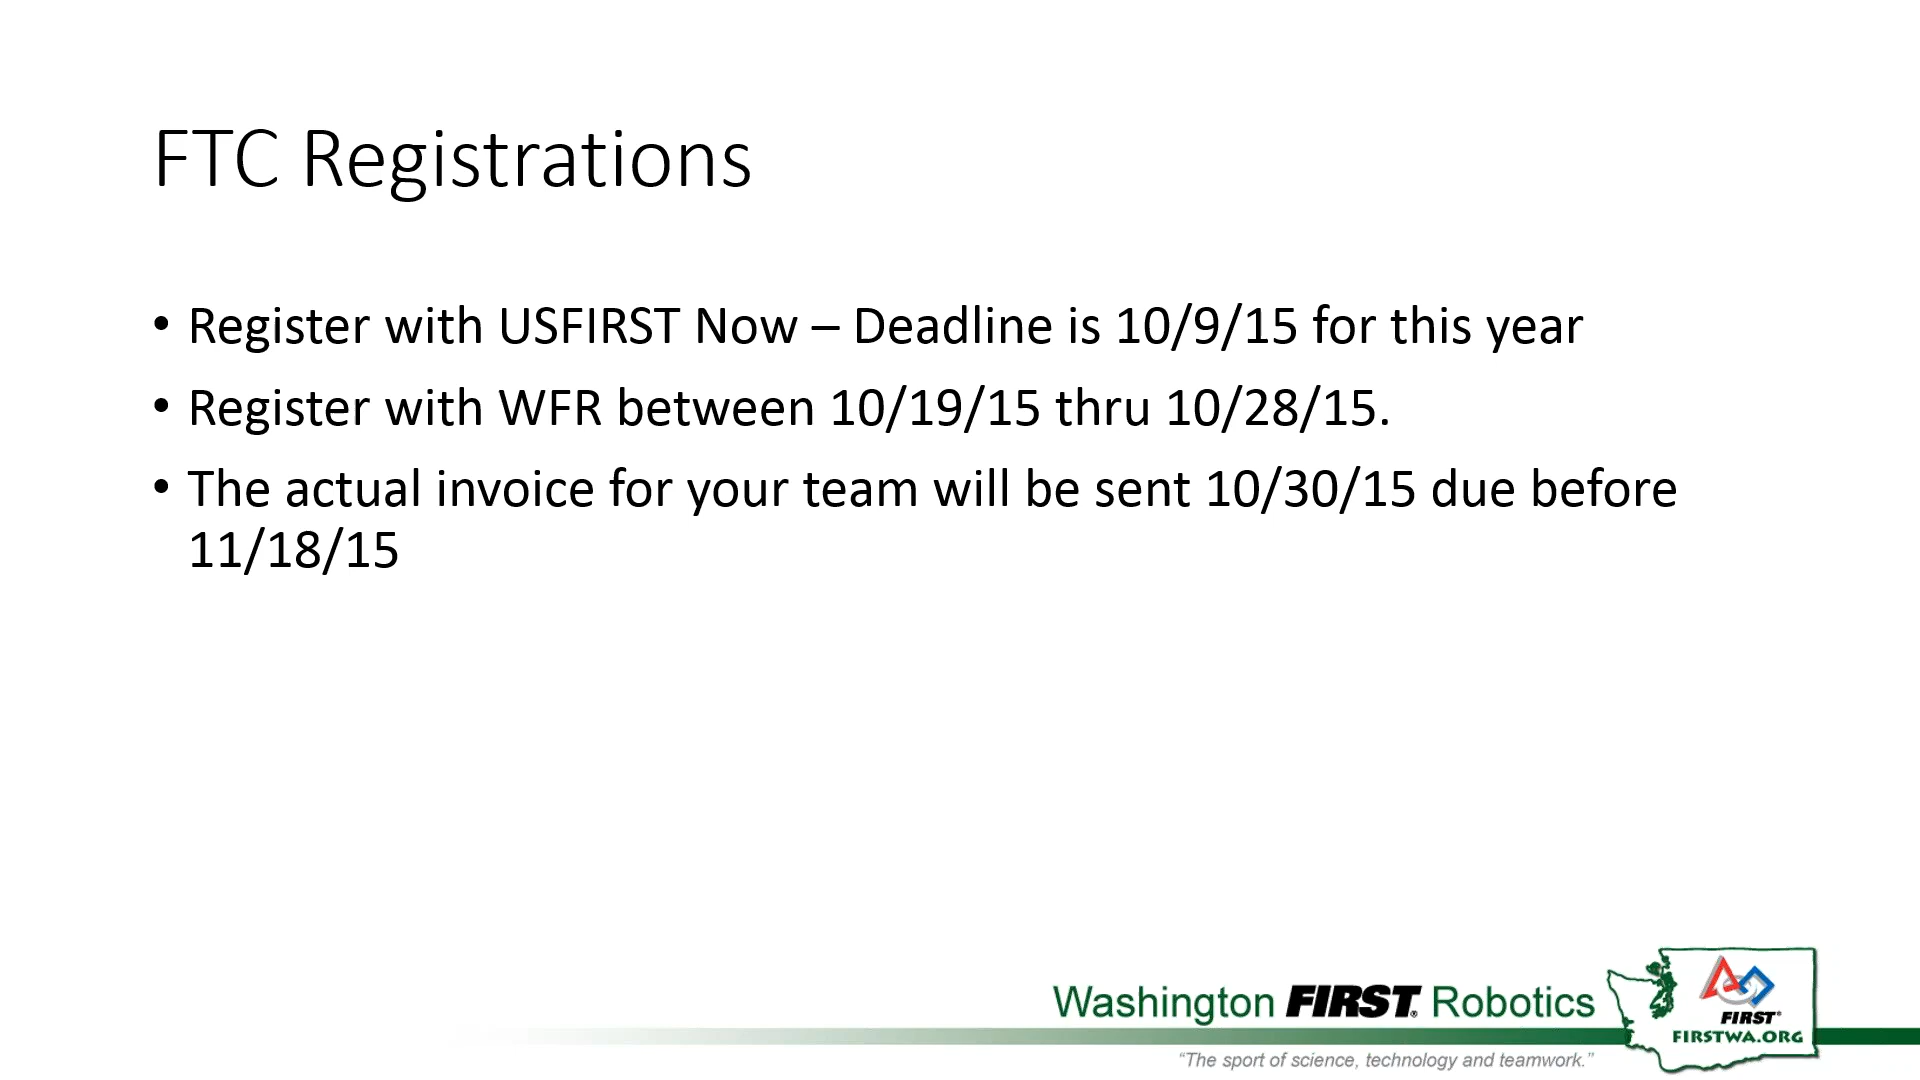 FTC Registrations
• Register with USFIRST Now – Deadline is 10/9/15 for this year
• Register with WFR between 10/19/15 thru 10/28/15.
• The actual invoice for your team will be sent 10/30/15 due before
11/18/15
Washington FIRST® Robotics
FIRST®
FIRSTWA.ORG
“The sport of science, technology and teamwork.”